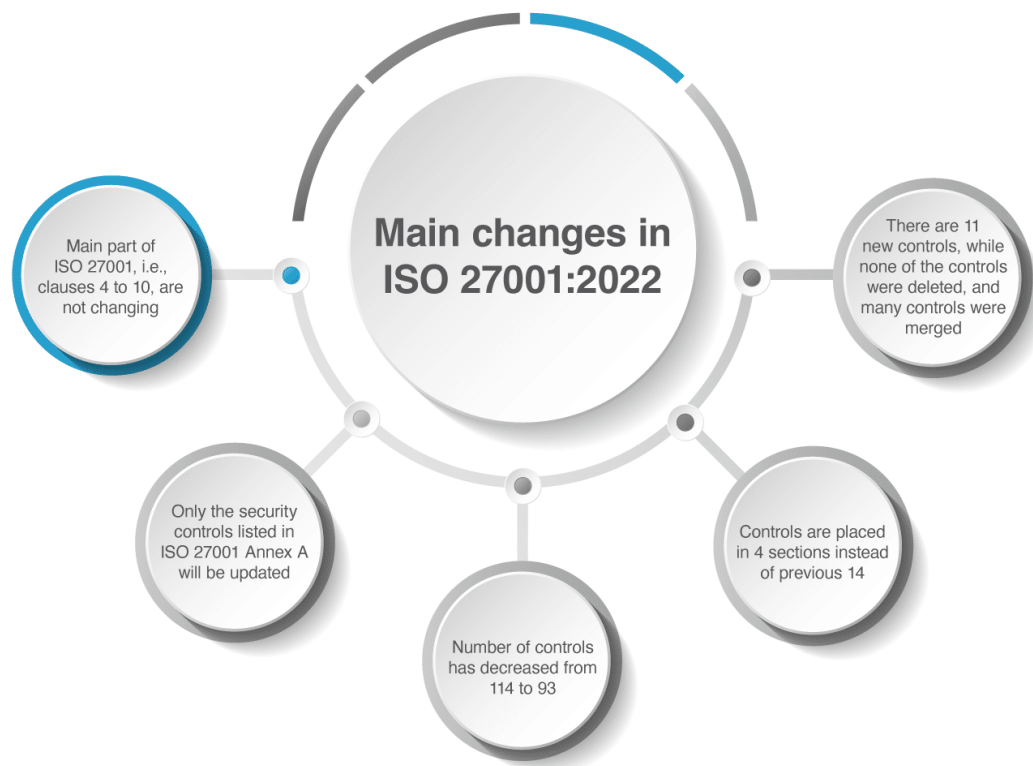 Main changes in
ISO 27001:2022
Main part of
ISO 27001, i.e.,
clauses 4 to 10, are
not changing
Only the security
controls listed in
ISO 27001 Annex A
will be updated
Number of controls
has decreased from
114 to 93
Controls are placed
in 4 sections instead
of previous 14
There are 11
new controls, while
none of the controls
were deleted, and
many controls were
merged